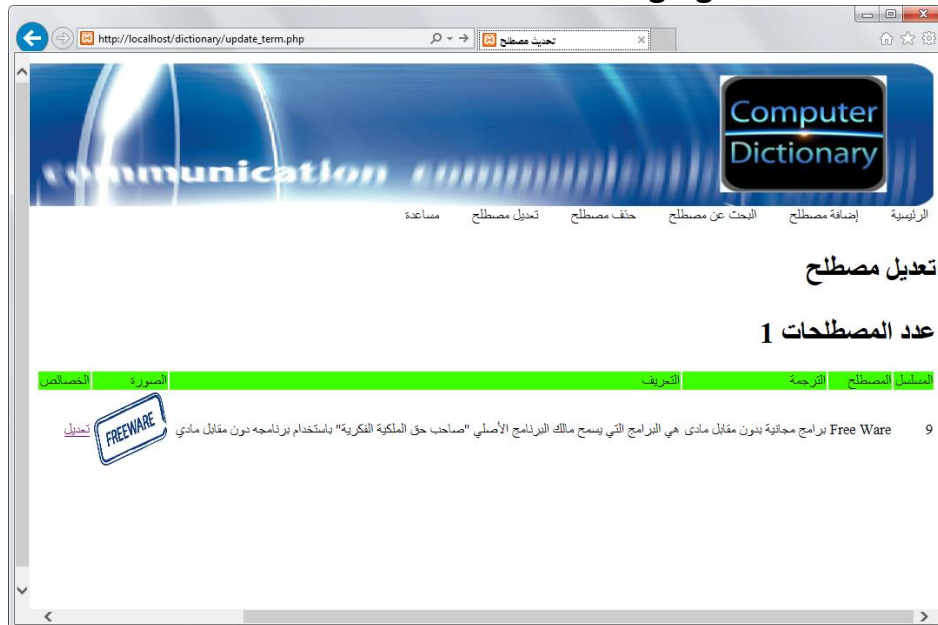 http://localhost/dictionary/update_term.php
تحديث مصطلح
Computer
Dictionary
communication
الرئيسية إضافة مصطلح البحث عن مصطلح حذف مصطلح تعديل مصطلح مساعدة
تعديل مصطلح
عدد المصطلحات 1
المسلسل المصطلح الترجمة التعريف الصورة الخصائص
9 Free Ware برامج مجانية بدون مقابل مادى هي البرامج التي يسمح مالك البرنامج الأصلي "صاحب حق الملكية الفكرية" باستخدام برنامجه دون مقابل مادي FREEWARE تعديل